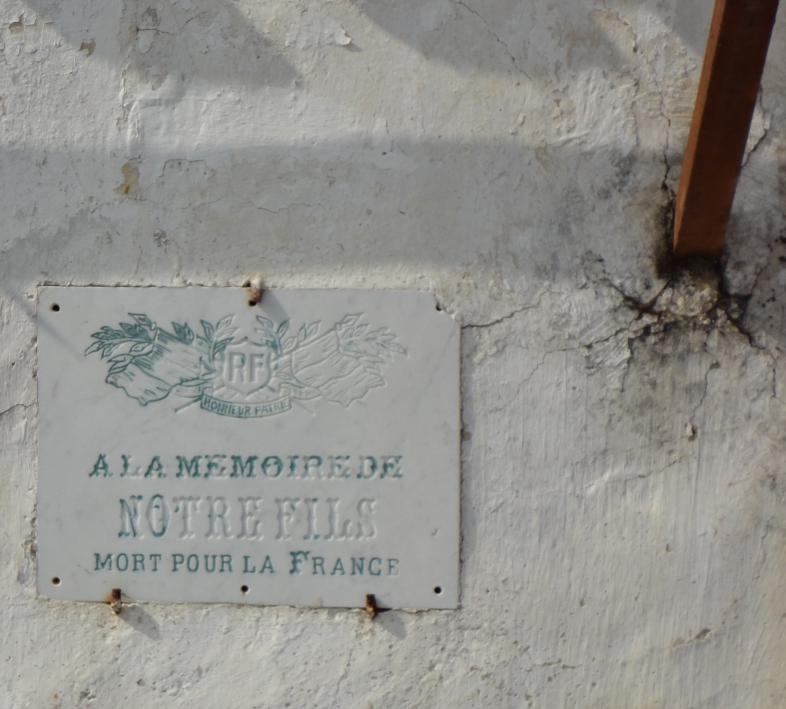 RF
HONNEUR PATRIE
A LA MEMOIRE DE
NOTRE FILS
MORT POUR LA FRANCE